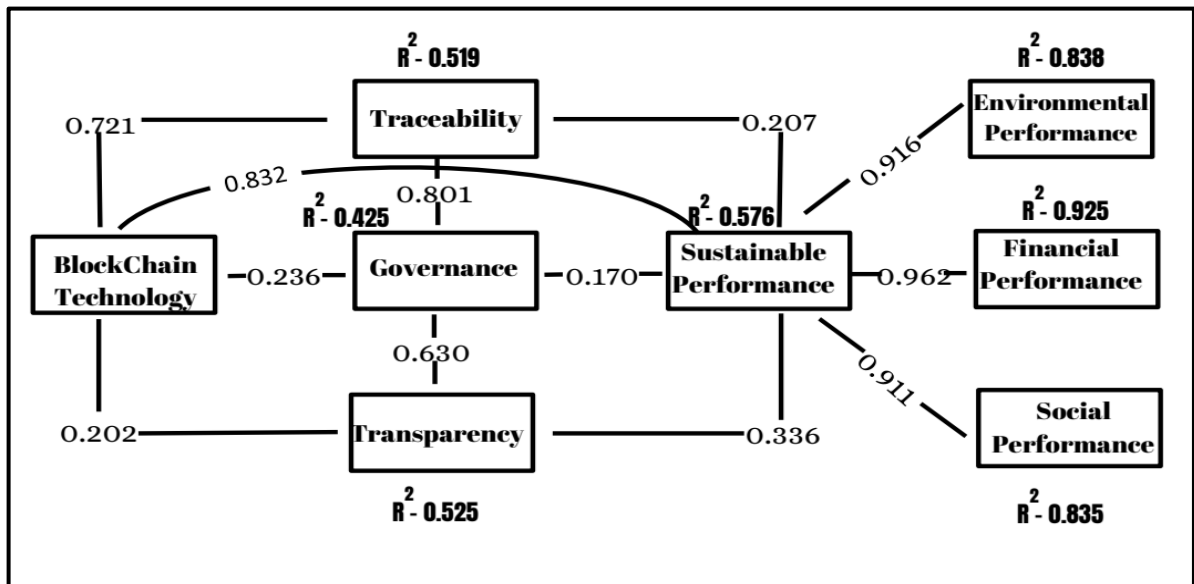 R² - 0.519
R² - 0.838
Traceability
Environmental
Performance
0.721
0.207
0.916
0.832
0.801
R² - 0.425
R² - 0.576
R² - 0.925
BlockChain
Technology
0.236
Governance
0.170
Sustainable
Performance
0.962
Financial
Performance
0.630
0.911
0.202
Transparency
0.336
Social
Performance
R² - 0.525
R² - 0.835